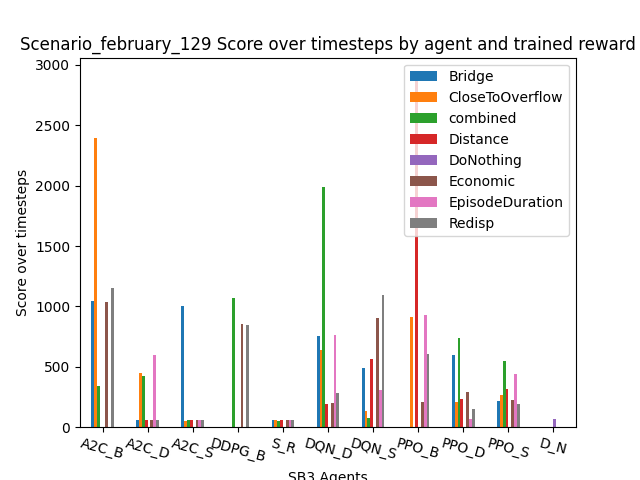 Scenario_february_129 Score over timesteps by agent and trained reward
Score over timesteps
3000
2500
2000
1500
1000
500
0
Bridge
CloseToOverflow
combined
Distance
DoNothing
Economic
EpisodeDuration
Redisp
A2C_B A2C_D A2C_S DDPG_B S_R DQN_D DQN_S PPO_B PPO_D PPO_S D_N
SB3 Agents